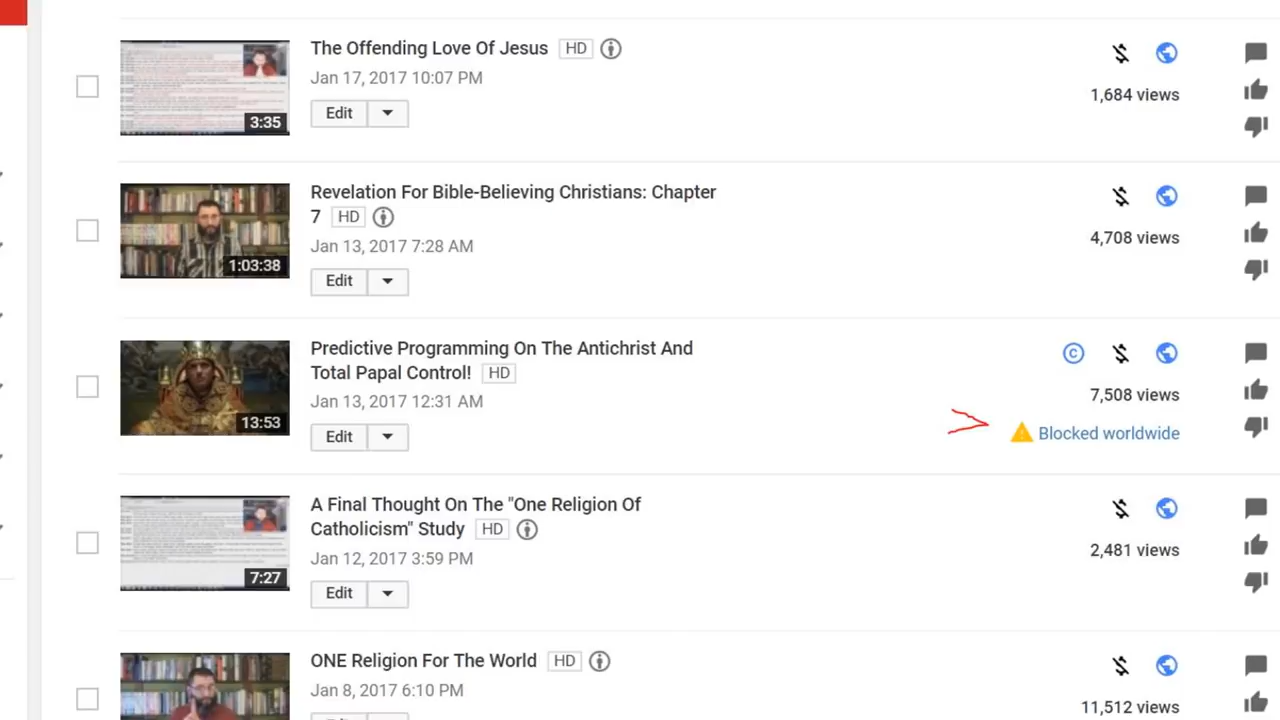 The Offending Love Of Jesus HD
Jan 17, 2017 10:07 PM
1,684 views
3:35
Edit
Revelation For Bible-Believing Christians: Chapter
7 HD
4,708 views
Jan 13, 2017 7:28 AM
1:03:38
Edit
Predictive Programming On The Antichrist And
Total Papal Control! HD
7,508 views
Jan 13, 2017 12:31 AM
13:53
Edit
Blocked worldwide
A Final Thought On The "One Religion Of
Catholicism" Study HD
2,481 views
Jan 12, 2017 3:59 PM
7:27
Edit
ONE Religion For The World HD
Jan 8, 2017 6:10 PM
11,512 views